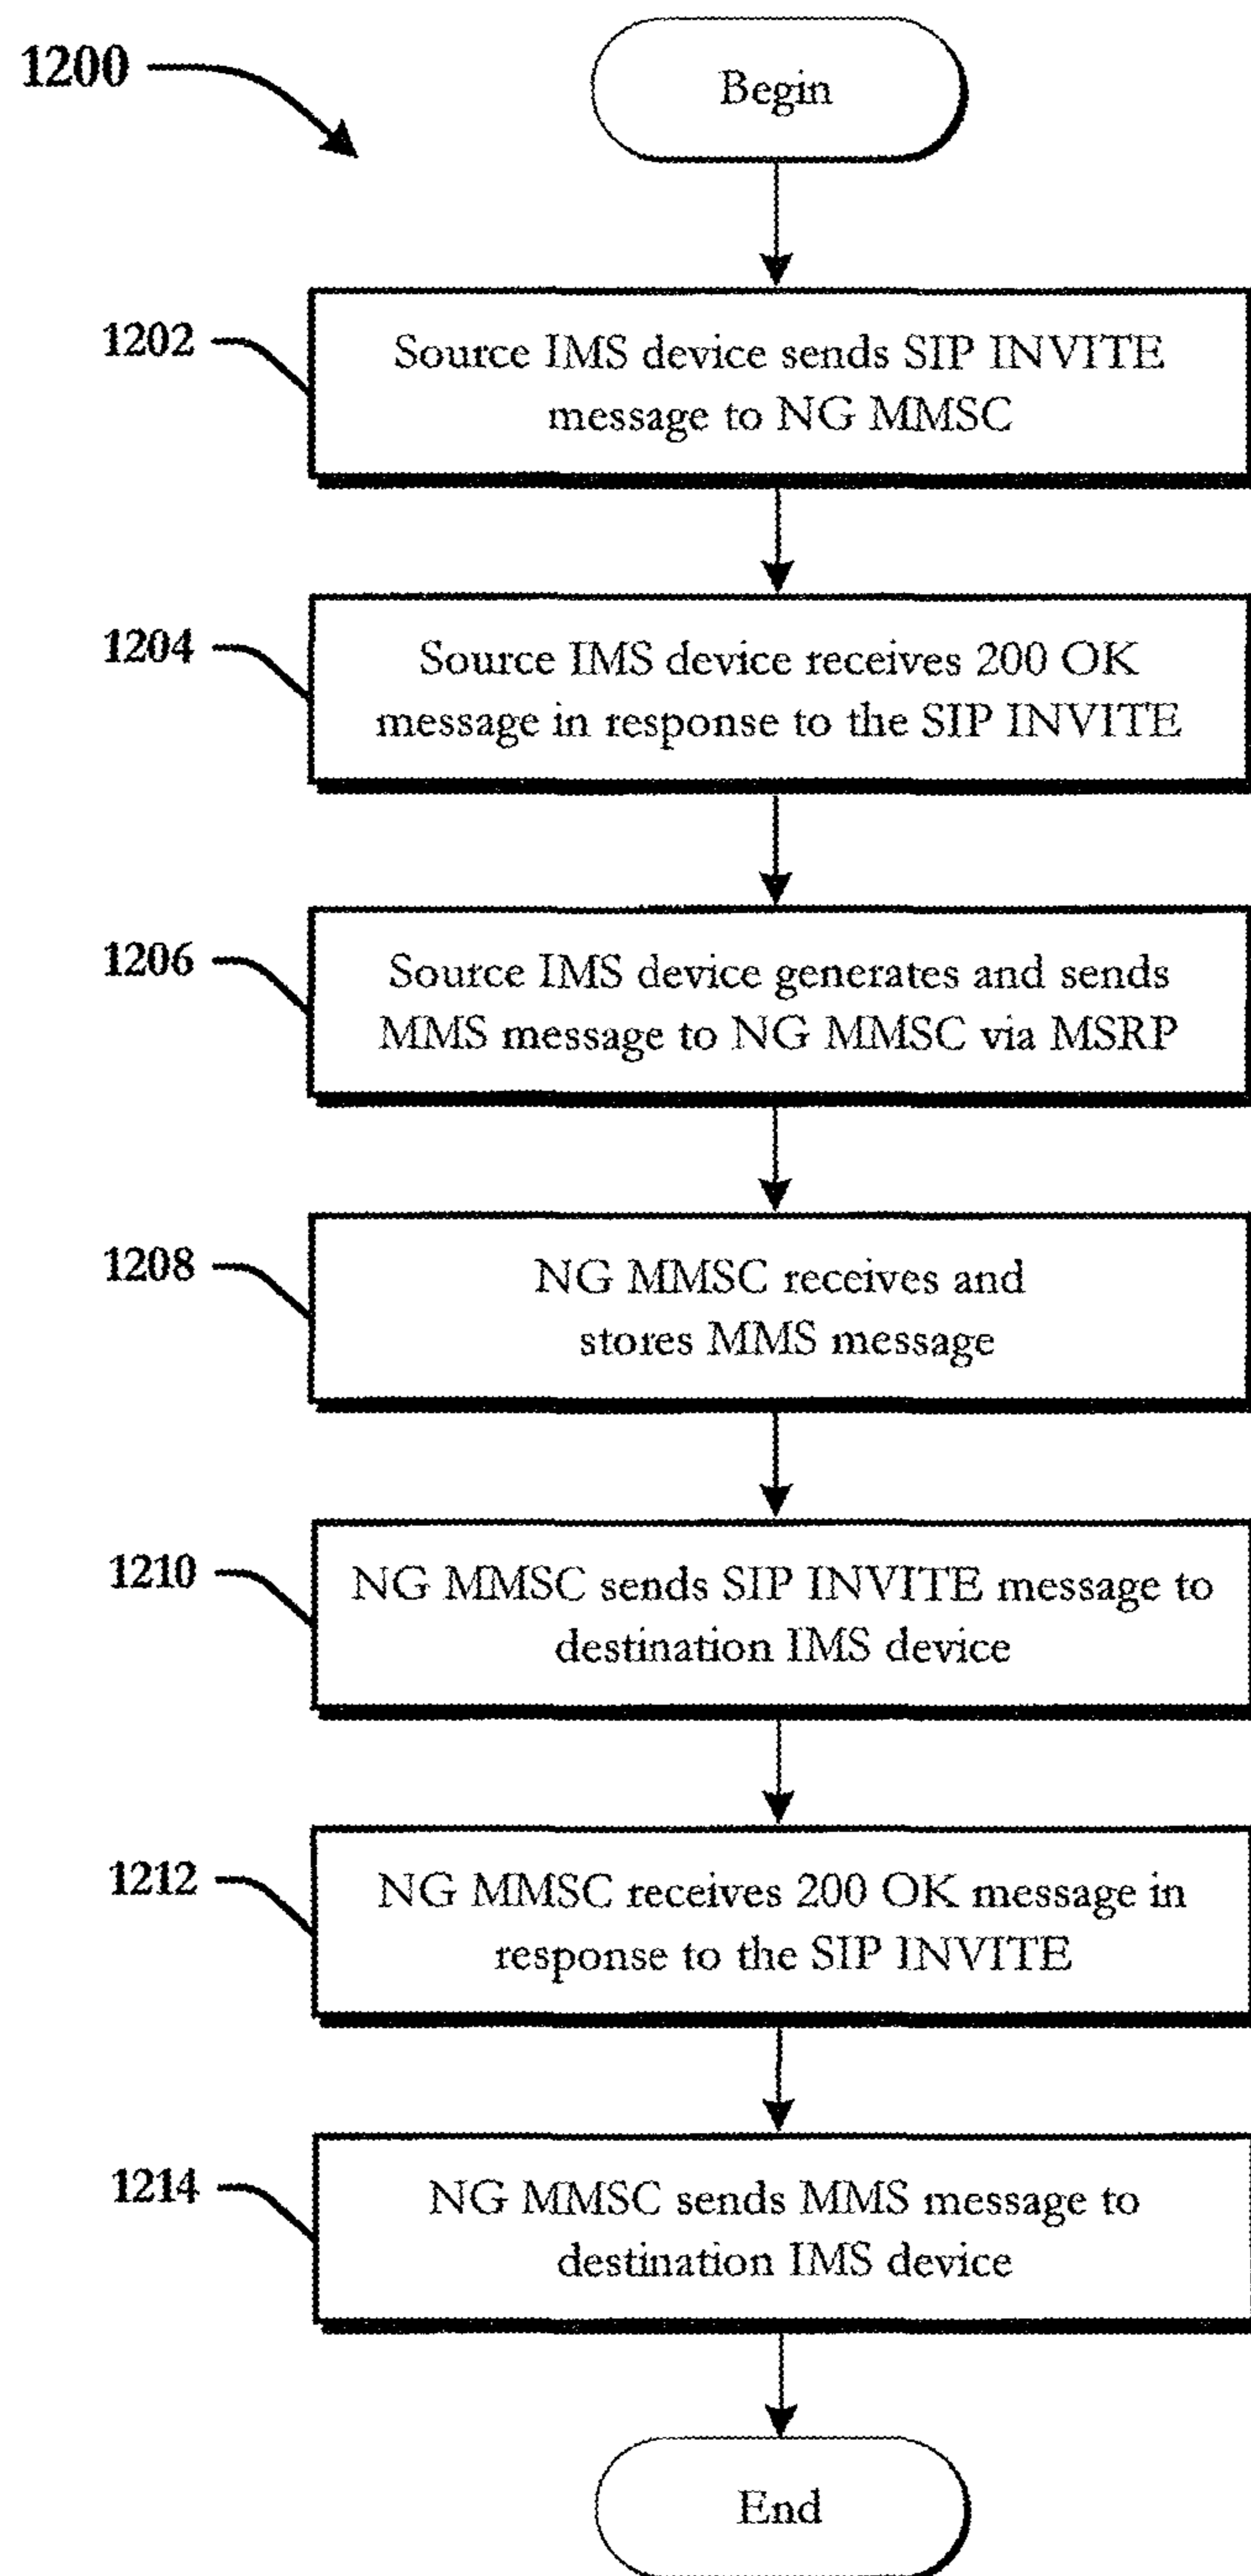 1200
Begin
1202
Source IMS device sends SIP INVITE
message to NG MMSC
1204
Source IMS device receives 200 OK
message in response to the SIP INVITE
1206
Source IMS device generates and sends
MMS message to NG MMSC via MSRP
1208
NG MMSC receives and
stores MMS message
1210
NG MMSC sends SIP INVITE message to
destination IMS device
1212
NG MMSC receives 200 OK message in
response to the SIP INVITE
1214
NG MMSC sends MMS message to
destination IMS device
End